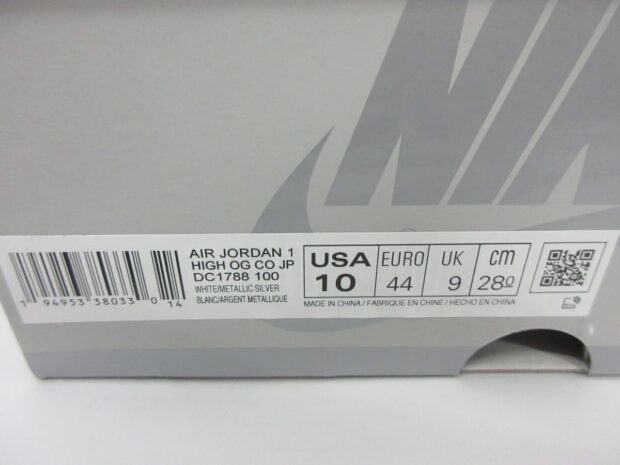 NIKE
AIR JORDAN 1
HIGH OG CO JP
DC1788 100
WHITE/METALLIC SILVER
BLANC/ARGENT METALLIQUE
1 94953 38033 0 14
USA
10
EURO
44
UK
9
cm
28.0
MADE IN CHINA / FABRIQUE EN CHINE / HECHO EN CHINA